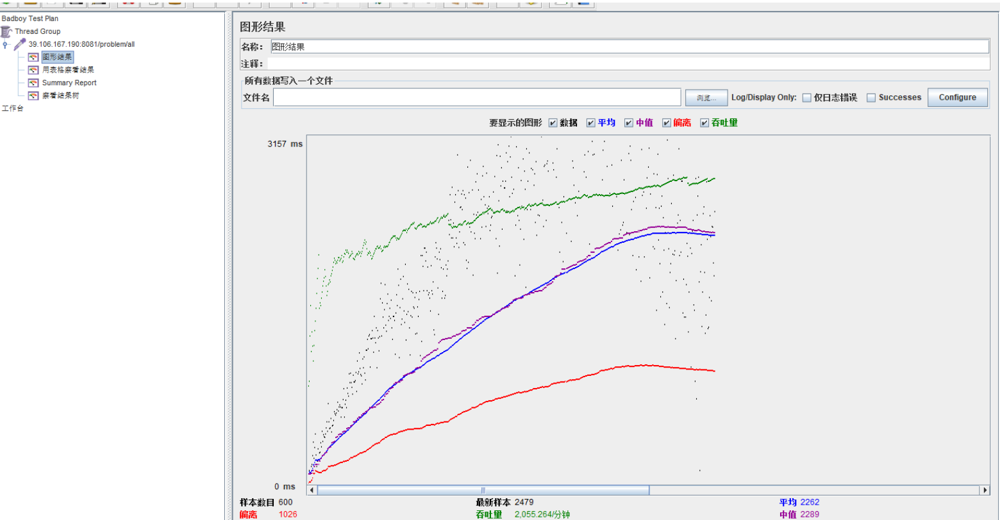 Badboy Test Plan
Thread Group
39.106.167.190:8081/problem/all
图形结果
用表格察看结果
Summary Report
察看结果树
工作台
图形结果
名称： 图形结果
注释：
所有数据写入一个文件
文件名 浏览... Log/Display Only: 仅日志错误 Successes Configure
要显示的图形 数据 平均 中值 偏离 吞吐量
3157 ms
0 ms
样本数目 600 最新样本 2479 平均 2262
偏离 1026 吞吐量 2,055.264/分钟 中值 2289